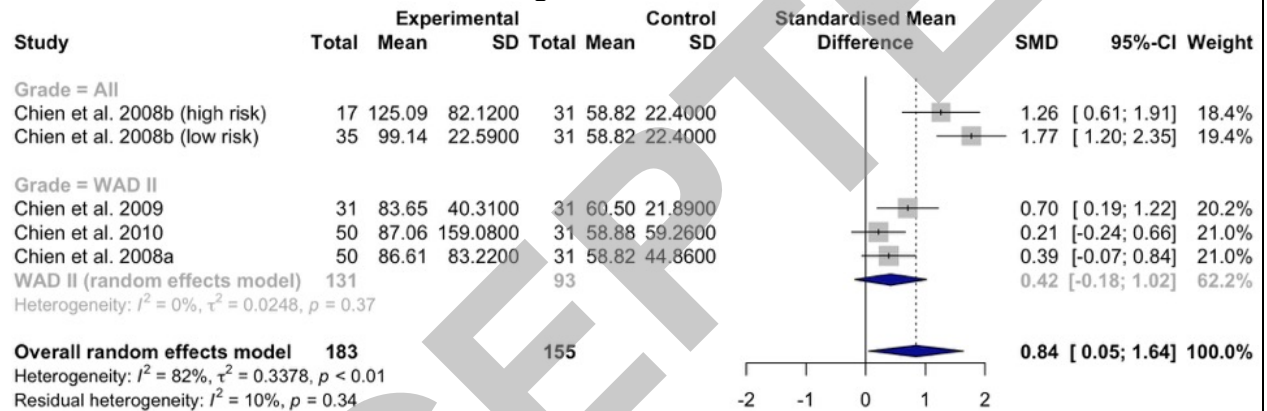 Experimental Control Standardised Mean
Study Total Mean SD Total Mean SD Difference SMD 95%-CI Weight
Grade = All
Chien et al. 2008b (high risk) 17 125.09 82.1200 31 58.82 22.4000 1.26 [ 0.61; 1.91] 18.4%
Chien et al. 2008b (low risk) 35 99.14 22.5900 31 58.82 22.4000 1.77 [ 1.20; 2.35] 19.4%
Grade = WAD II
Chien et al. 2009 31 83.65 40.3100 31 60.50 21.8900 0.70 [ 0.19; 1.22] 20.2%
Chien et al. 2010 50 87.06 159.0800 31 58.88 59.2600 0.21 [-0.24; 0.66] 21.0%
Chien et al. 2008a 50 86.61 83.2200 31 58.82 44.8600 0.39 [-0.07; 0.84] 21.0%
WAD II (random effects model) 131 93 0.42 [-0.18; 1.02] 62.2%
Heterogeneity: I² = 0%, τ² = 0.0248, p = 0.37
Overall random effects model 183 155 0.84 [ 0.05; 1.64] 100.0%
Heterogeneity: I² = 82%, τ² = 0.3378, p < 0.01
Residual heterogeneity: I² = 10%, p = 0.34
-2 -1 0 1 2